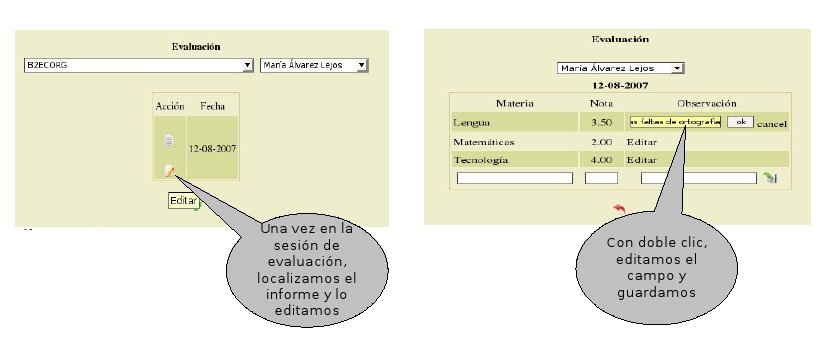 Evaluación
B2ECORG María Álvarez Lejos
Acción Fecha
12-08-2007
Editar
Una vez en la
sesión de
evaluación,
localizamos el
informe y lo
editamos
Evaluación
María Álvarez Lejos
12-08-2007
Materia Nota Observación
Lengua 3.50 as faltas de ortografía ok cancel
Matemáticas 2.00 Editar
Tecnología 4.00 Editar
Con doble clic,
editamos el
campo y
guardamos